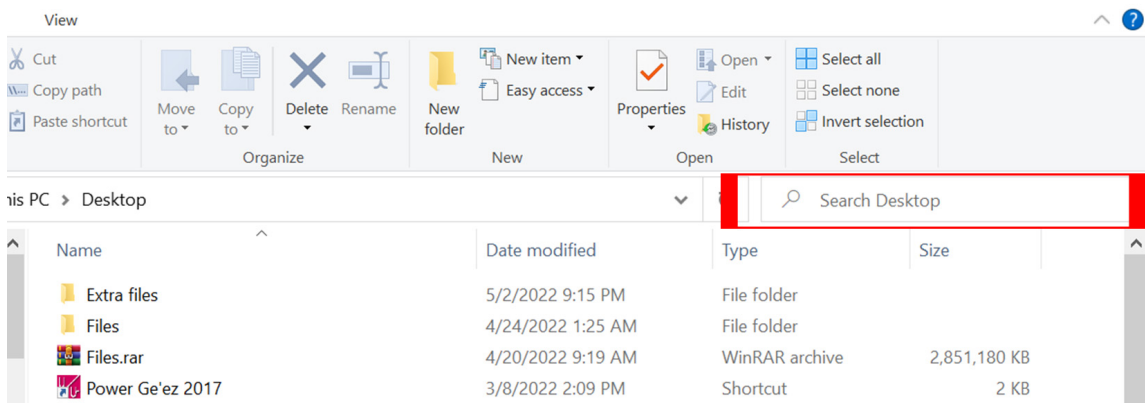 View
?
Cut
Copy path
Paste shortcut
Move to
Copy to
Delete
Rename
Organize
New folder
New item
Easy access
New
Properties
Open
Edit
History
Open
Select all
Select none
Invert selection
Select
his PC > Desktop
Search Desktop
Name
Date modified
Type
Size
Extra files 5/2/2022 9:15 PM File folder
Files 4/24/2022 1:25 AM File folder
Files.rar 4/20/2022 9:19 AM WinRAR archive 2,851,180 KB
Power Ge'ez 2017 3/8/2022 2:09 PM Shortcut 2 KB